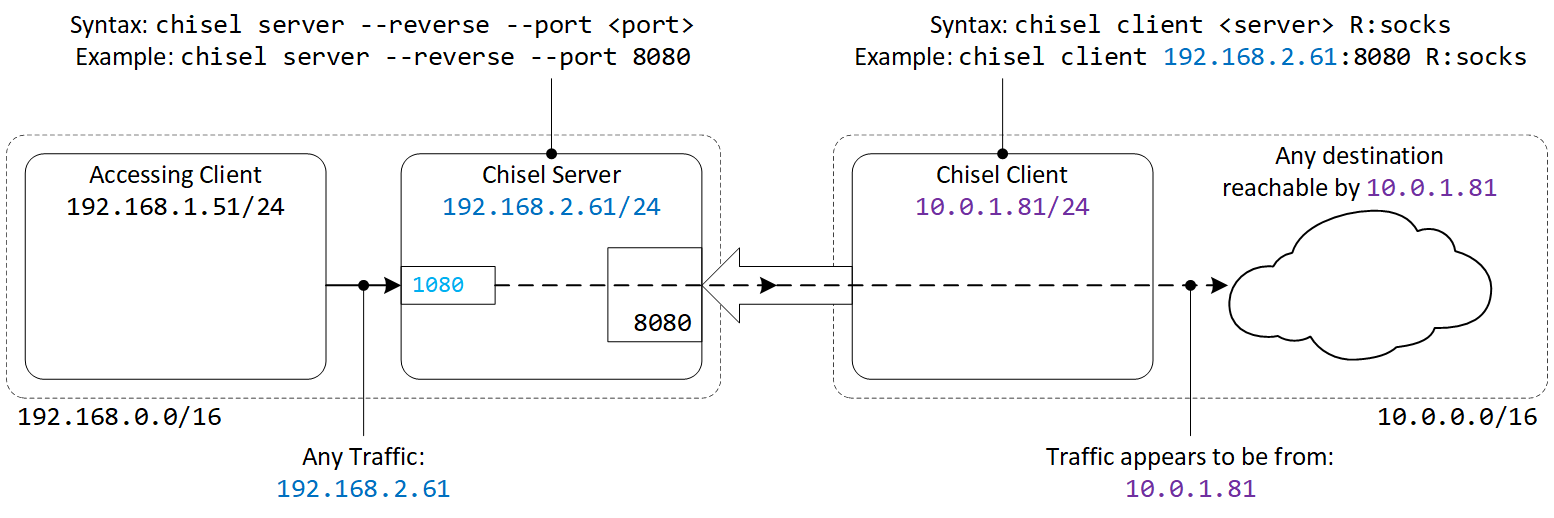 Syntax: chisel server --reverse --port <port>
Example: chisel server --reverse --port 8080
Syntax: chisel client <server> R:socks
Example: chisel client 192.168.2.61:8080 R:socks
Accessing Client
192.168.1.51/24
Chisel Server
192.168.2.61/24
1080
8080
Chisel Client
10.0.1.81/24
Any destination
reachable by 10.0.1.81
192.168.0.0/16
10.0.0.0/16
Any Traffic:
192.168.2.61
Traffic appears to be from:
10.0.1.81